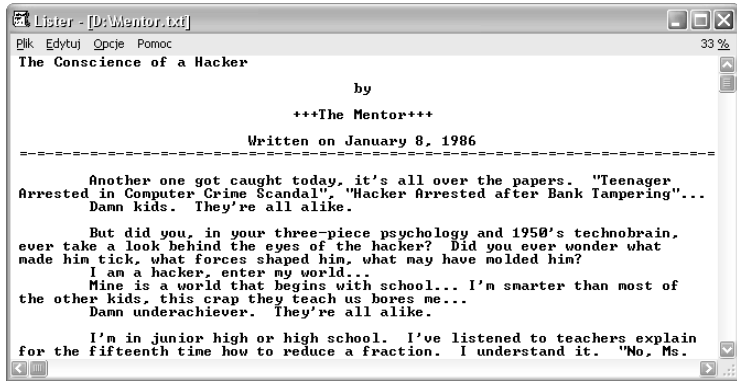 Lister - [D:\Mentor.txt]
Plik Edytuj Opcje Pomoc 33 %
The Conscience of a Hacker
by
+++The Mentor+++
Written on January 8, 1986
=-=-=-=-=-=-=-=-=-=-=-=-=-=-=-=-=-=-=-=-=-=-=-=-=-=-=-=-=-=-=-=-=-=-=-=-=-=-=-=
Another one got caught today, it's all over the papers. "Teenager
Arrested in Computer Crime Scandal", "Hacker Arrested after Bank Tampering"...
Damn kids. They're all alike.
But did you, in your three-piece psychology and 1950's technobrain,
ever take a look behind the eyes of the hacker? Did you ever wonder what
made him tick, what forces shaped him, what may have molded him?
I am a hacker, enter my world...
Mine is a world that begins with school... I'm smarter than most of
the other kids, this crap they teach us bores me...
Damn underachiever. They're all alike.
I'm in junior high or high school. I've listened to teachers explain
for the fifteenth time how to reduce a fraction. I understand it. "No, Ms.